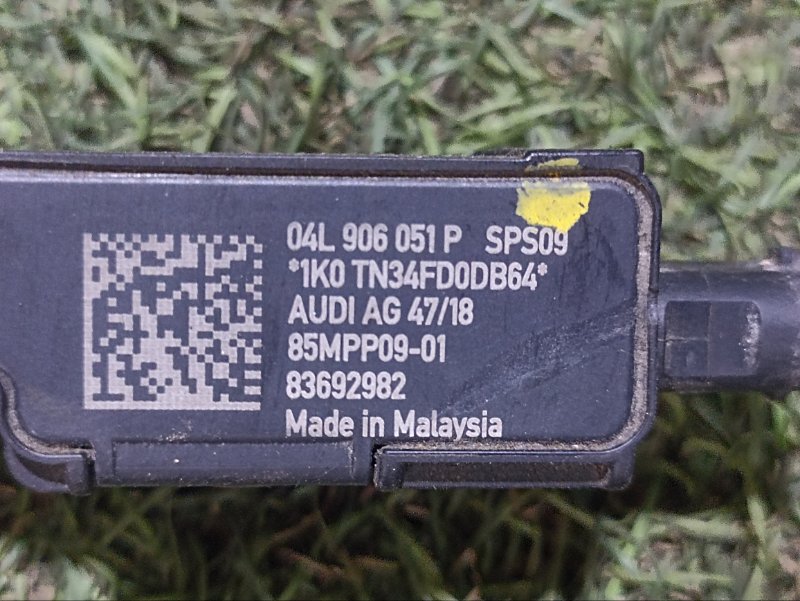 04L 906 051 P SPS09
*1K0 TN34FD0DB64*
AUDI AG 47/18
85MPP09-01
83692982
Made in Malaysia